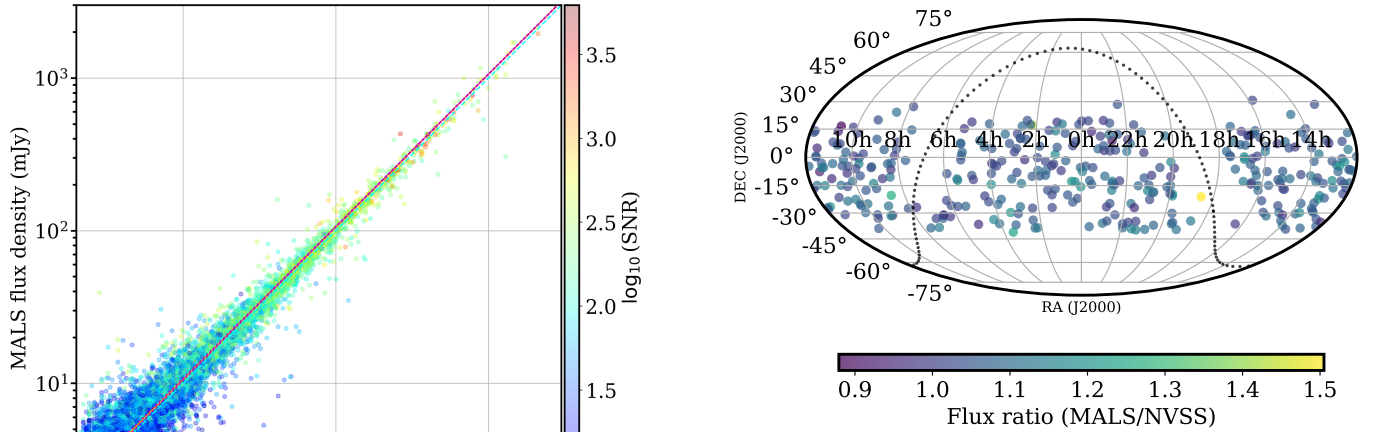 MALS flux density (mJy)
10³
10²
10¹
3.5
3.0
2.5
2.0
1.5
log₁₀(SNR)
75°
60°
45°
30°
15°
0°
-15°
-30°
-45°
-60°
-75°
DEC (J2000)
10h 8h 6h 4h 2h 0h 22h 20h 18h 16h 14h
RA (J2000)
0.9 1.0 1.1 1.2 1.3 1.4 1.5
Flux ratio (MALS/NVSS)